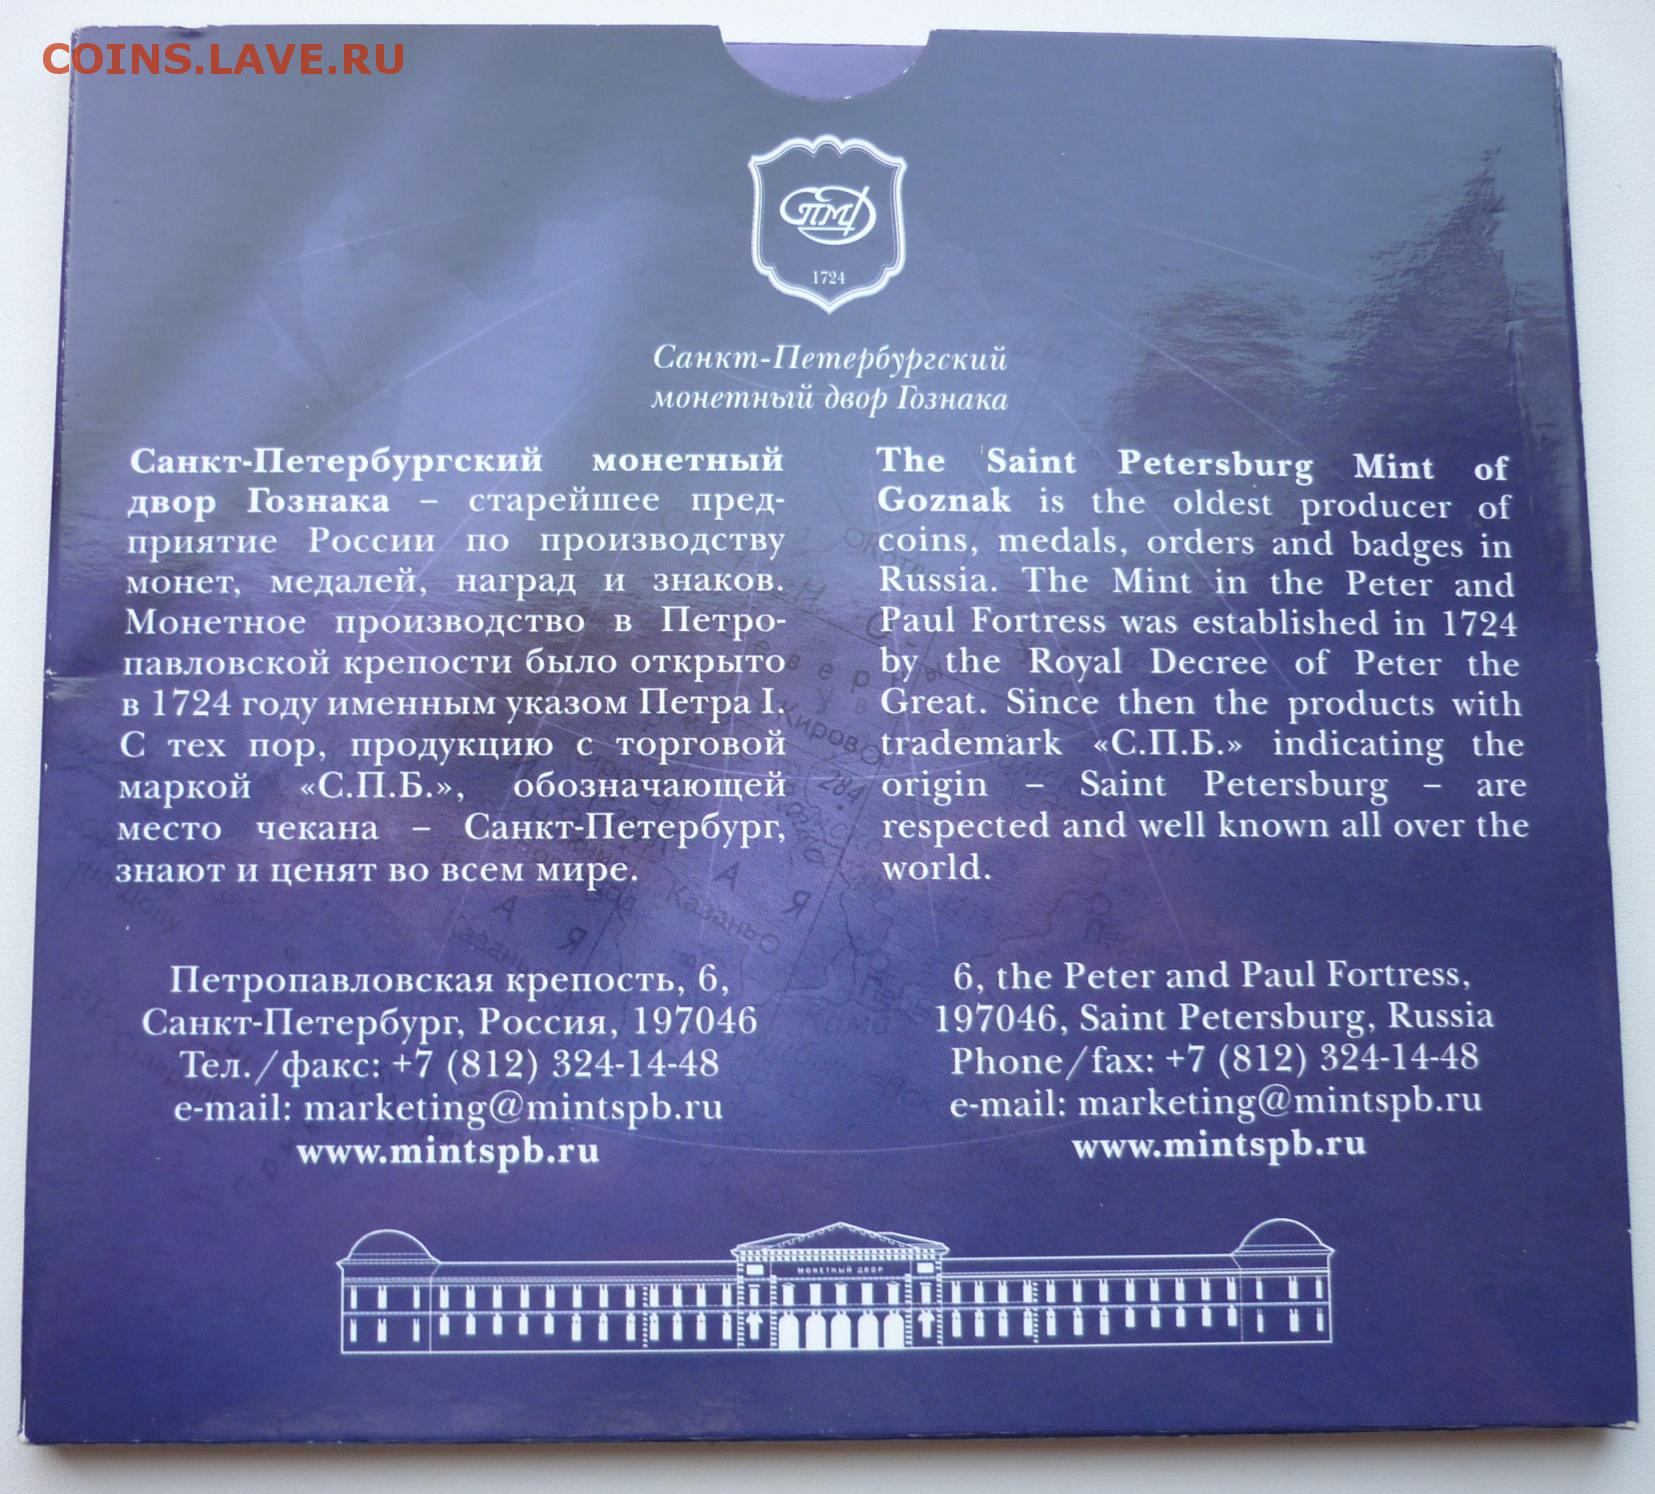 COINS.LAVE.RU
СПМД
1724
Санкт-Петербургский
монетный двор Гознака
Санкт-Петербургский монетный
двор Гознака – старейшее пред-
приятие России по производству
монет, медалей, наград и знаков.
Монетное производство в Петро-
павловской крепости было открыто
в 1724 году именным указом Петра I.
С тех пор, продукцию с торговой
маркой «С.П.Б.», обозначающей
место чекана – Санкт-Петербург,
знают и ценят во всем мире.
Петропавловская крепость, 6,
Санкт-Петербург, Россия, 197046
Тел./факс: +7 (812) 324-14-48
e-mail: marketing@mintspb.ru
www.mintspb.ru
The Saint Petersburg Mint of
Goznak is the oldest producer of
coins, medals, orders and badges in
Russia. The Mint in the Peter and
Paul Fortress was established in 1724
by the Royal Decree of Peter the
Great. Since then the products with
trademark «С.П.Б.» indicating the
origin – Saint Petersburg – are
respected and well known all over the
world.
6, the Peter and Paul Fortress,
197046, Saint Petersburg, Russia
Phone/fax: +7 (812) 324-14-48
e-mail: marketing@mintspb.ru
www.mintspb.ru
МОНЕТНЫЙ ДВОР